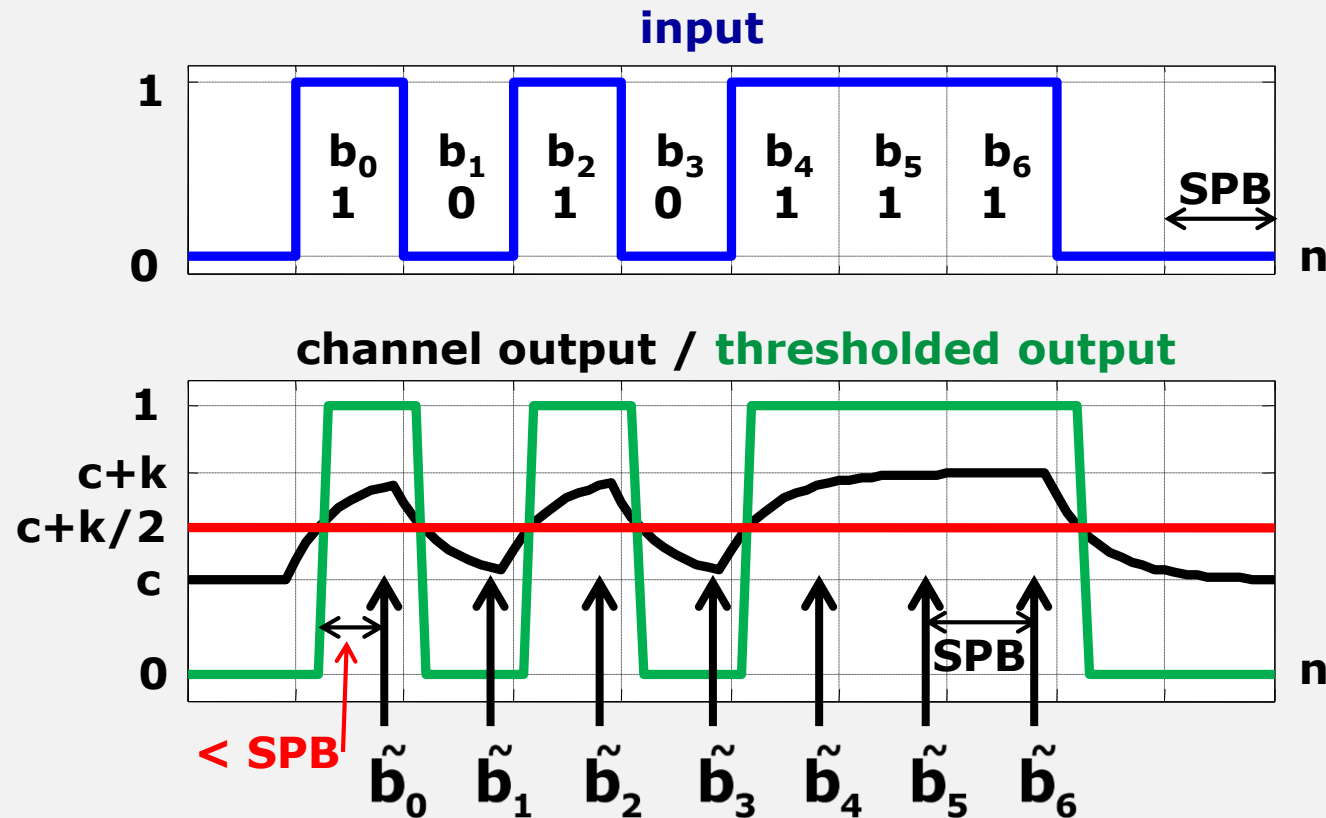 input
1
b₀ b₁ b₂ b₃ b₄ b₅ b₆
1 0 1 0 1 1 1
SPB
0
n
channel output / thresholded output
1
c+k
c+k/2
c
SPB
0
n
< SPB
b̃₀ b̃₁ b̃₂ b̃₃ b̃₄ b̃₅ b̃₆